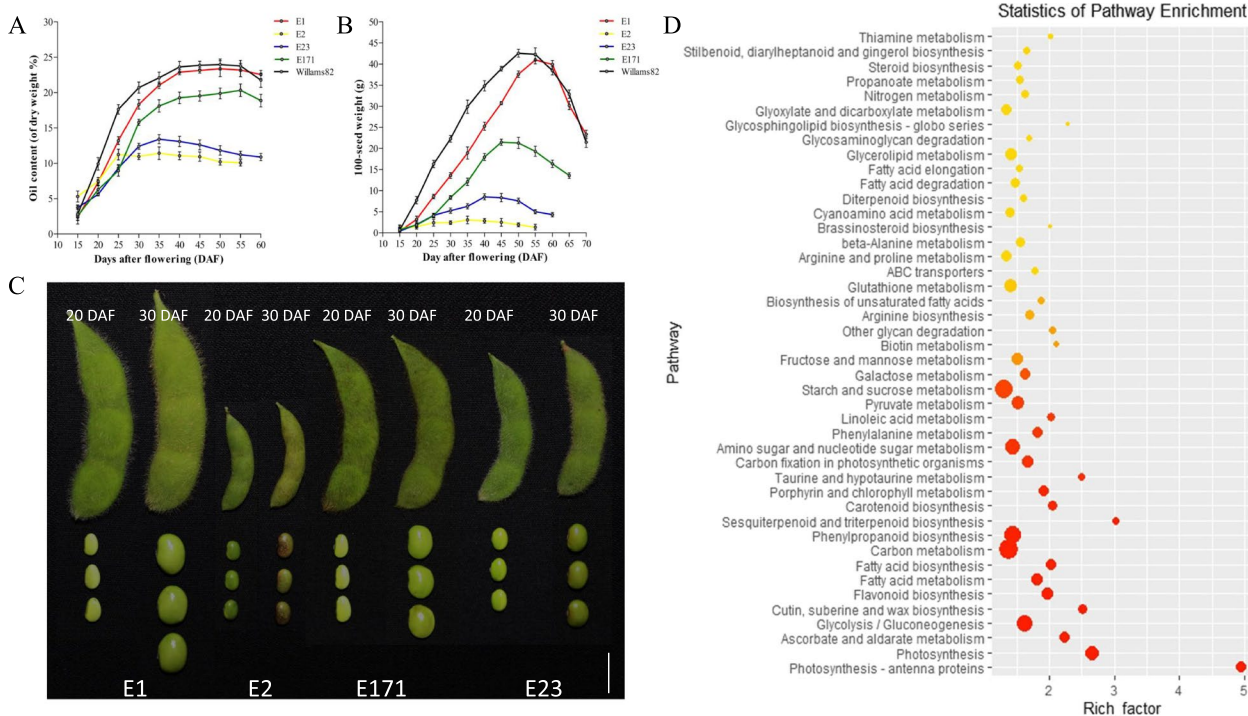 A
Oil content (of dry weight %)
30
25
20
15
10
5
0
10 15 20 25 30 35 40 45 50 55 60
Days after flowering (DAF)
E1
E2
E23
E171
Willams82
B
100-seed weight (g)
50
40
30
20
10
5
0
10 15 20 25 30 35 40 45 50 55 60 65 70
Day after flowering (DAF)
E1
E2
E23
E171
Willams82
C
20 DAF 30 DAF 20 DAF 30 DAF 20 DAF 30 DAF 20 DAF 30 DAF
E1 E2 E171 E23
D
Statistics of Pathway Enrichment
Pathway
Thiamine metabolism
Stilbenoid, diarylheptanoid and gingerol biosynthesis
Steroid biosynthesis
Propanoate metabolism
Nitrogen metabolism
Glyoxylate and dicarboxylate metabolism
Glycosphingolipid biosynthesis - globo series
Glycosaminoglycan degradation
Glycerolipid metabolism
Fatty acid elongation
Fatty acid degradation
Diterpenoid biosynthesis
Cyanoamino acid metabolism
Brassinosteroid biosynthesis
beta-Alanine metabolism
Arginine and proline metabolism
ABC transporters
Glutathione metabolism
Biosynthesis of unsaturated fatty acids
Arginine biosynthesis
Other glycan degradation
Biotin metabolism
Fructose and mannose metabolism
Galactose metabolism
Starch and sucrose metabolism
Pyruvate metabolism
Linoleic acid metabolism
Phenylalanine metabolism
Amino sugar and nucleotide sugar metabolism
Carbon fixation in photosynthetic organisms
Taurine and hypotaurine metabolism
Porphyrin and chlorophyll metabolism
Carotenoid biosynthesis
Sesquiterpenoid and triterpenoid biosynthesis
Phenylpropanoid biosynthesis
Carbon metabolism
Fatty acid biosynthesis
Fatty acid metabolism
Flavonoid biosynthesis
Cutin, suberine and wax biosynthesis
Glycolysis / Gluconeogenesis
Ascorbate and aldarate metabolism
Photosynthesis
Photosynthesis - antenna proteins
2 3 4 5
Rich factor